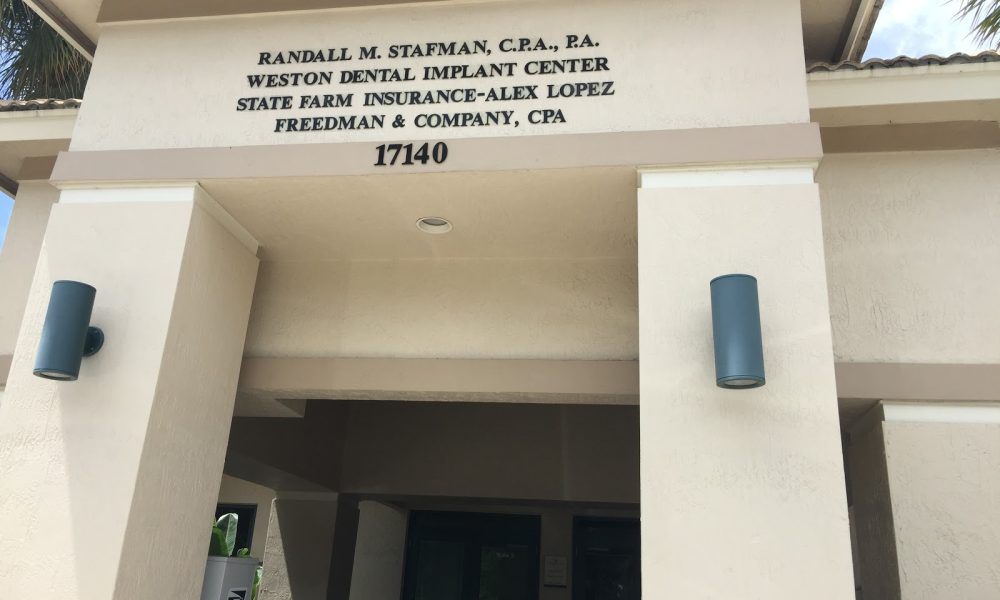 RANDALL M. STAFMAN, C.P.A., P.A.
WESTON DENTAL IMPLANT CENTER
STATE FARM INSURANCE-ALEX LOPEZ
FREEDMAN & COMPANY, CPA
17140